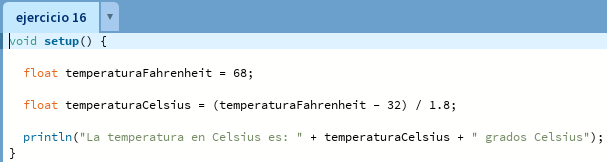 ejercicio 16
void setup() {
float temperaturaFahrenheit = 68;
float temperaturaCelsius = (temperaturaFahrenheit - 32) / 1.8;
println("La temperatura en Celsius es: " + temperaturaCelsius + " grados Celsius");
}